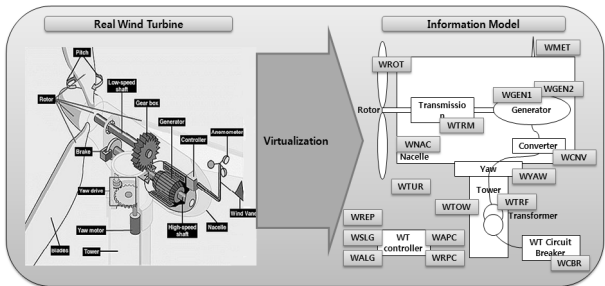 Real Wind Turbine
Information Model
Pitch
Rotor
Low-speed
shaft
Gear box
Generator
Controller
Anemometer
Brake
Yaw drive
Yaw motor
Blades
Tower
High-speed
shaft
Nacelle
Wind Vane
Virtualization
WMET
WROT
WGEN1
WGEN2
Rotor
Transmissio
n
Generator
WTRM
WNAC
Nacelle
Converter
WCNV
Yaw
WYAW
WTUR
Tower
WTOW
WTRF
Transformer
WREP
WSLG
WALG
WT
controller
WAPC
WRPC
WT Circuit
Breaker
WCBR